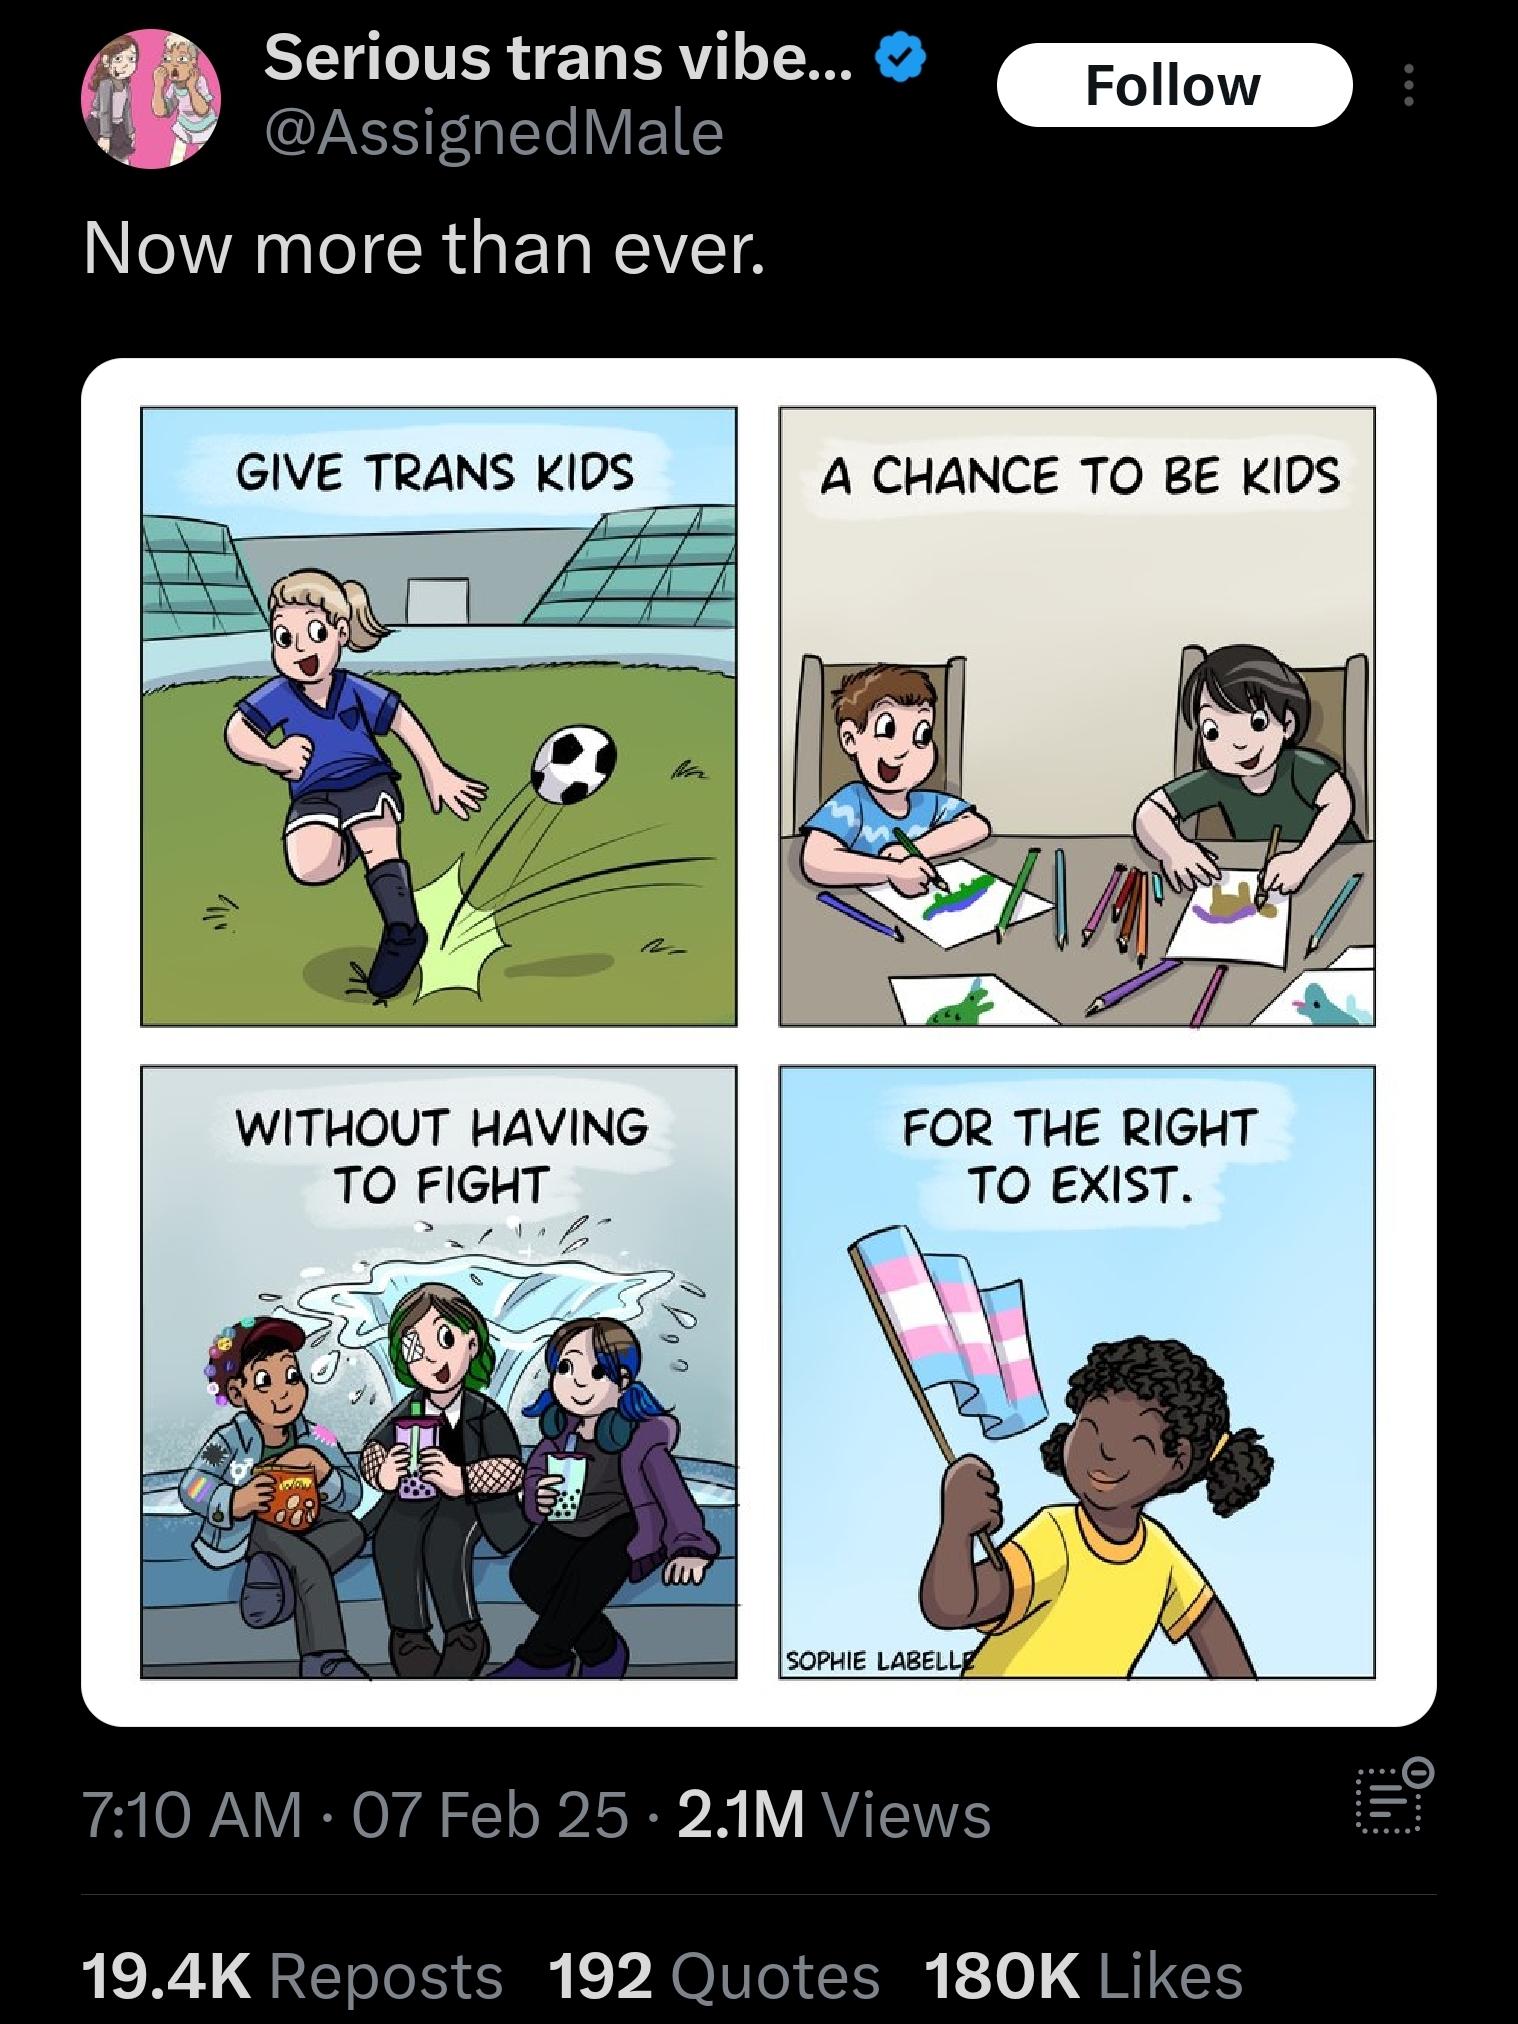 Serious trans vibe...
Follow
@AssignedMale
Now more than ever.
GIVE TRANS KIDS
A CHANCE TO BE KIDS
WITHOUT HAVING
TO FIGHT
FOR THE RIGHT
TO EXIST.
SOPHIE LABELLE
7:10 AM · 07 Feb 25 · 2.1M Views
19.4K Reposts 192 Quotes 180K Likes